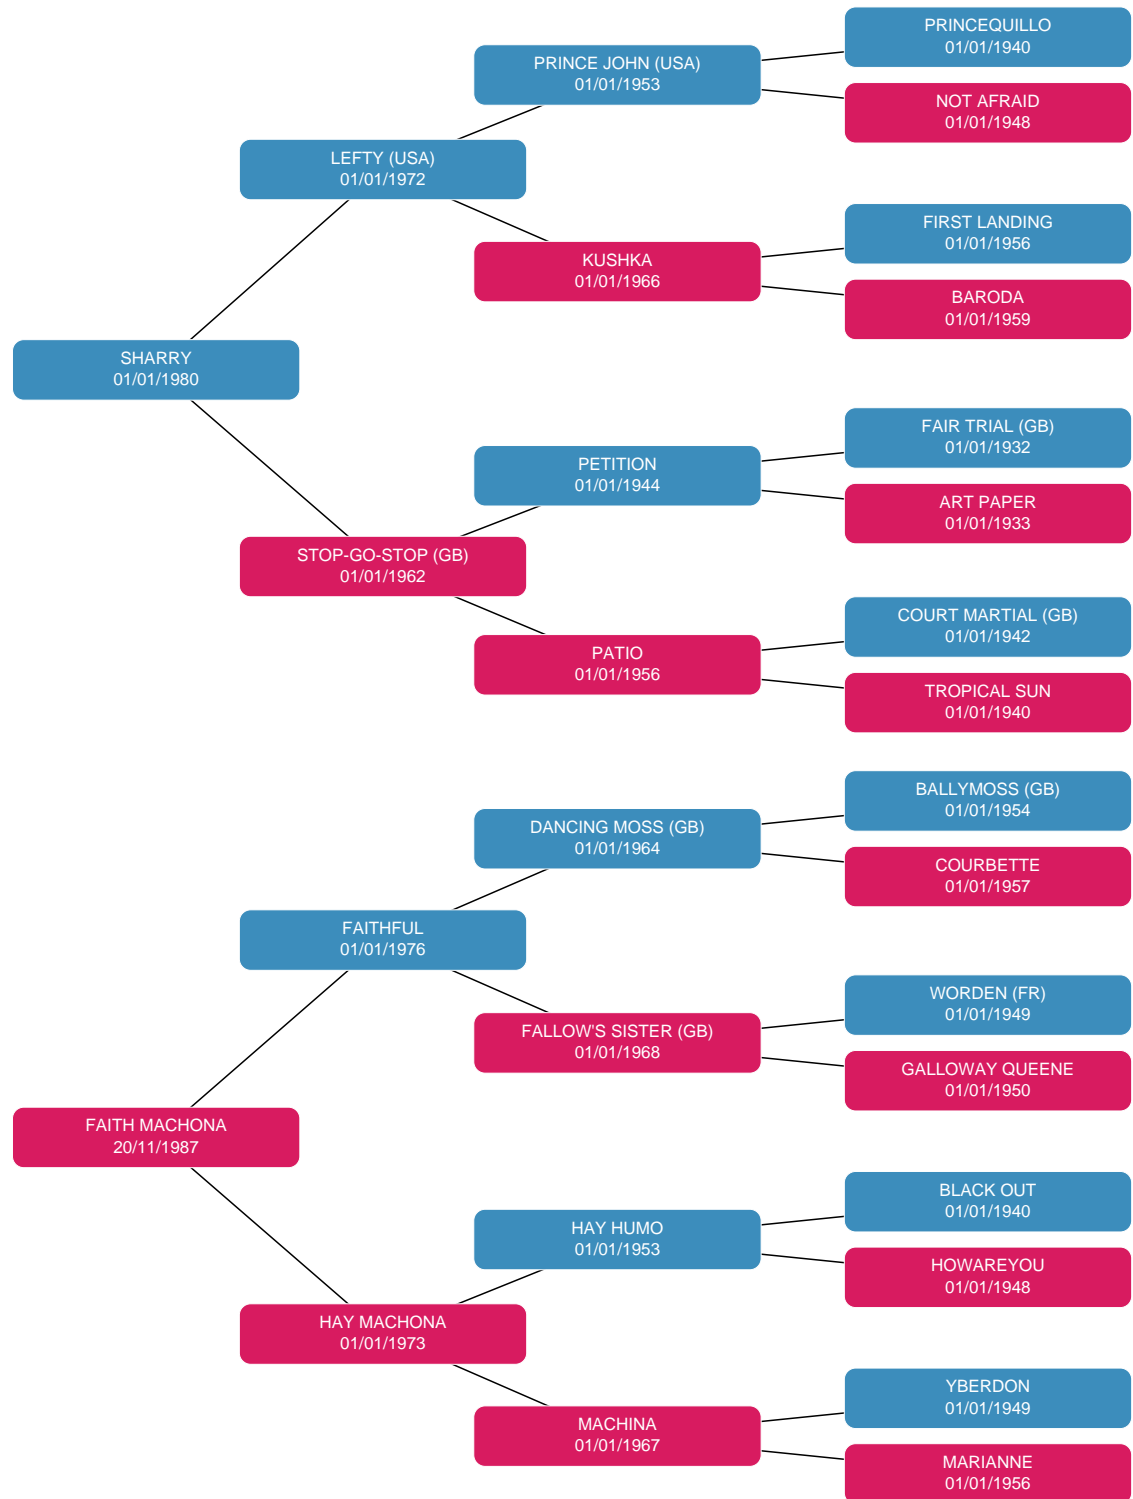 PRINCEQUILLO
01/01/1940
PRINCE JOHN (USA)
01/01/1953
NOT AFRAID
01/01/1948
LEFTY (USA)
01/01/1972
FIRST LANDING
01/01/1956
KUSHKA
01/01/1966
BARODA
01/01/1959
SHARRY
01/01/1980
FAIR TRIAL (GB)
01/01/1932
PETITION
01/01/1944
ART PAPER
01/01/1933
STOP-GO-STOP (GB)
01/01/1962
COURT MARTIAL (GB)
01/01/1942
PATIO
01/01/1956
TROPICAL SUN
01/01/1940
BALLYMOSS (GB)
01/01/1954
DANCING MOSS (GB)
01/01/1964
COURBETTE
01/01/1957
FAITHFUL
01/01/1976
WORDEN (FR)
01/01/1949
FALLOW'S SISTER (GB)
01/01/1968
GALLOWAY QUEENE
01/01/1950
FAITH MACHONA
20/11/1987
BLACK OUT
01/01/1940
HAY HUMO
01/01/1953
HOWAREYOU
01/01/1948
HAY MACHONA
01/01/1973
YBERDON
01/01/1949
MACHINA
01/01/1967
MARIANNE
01/01/1956